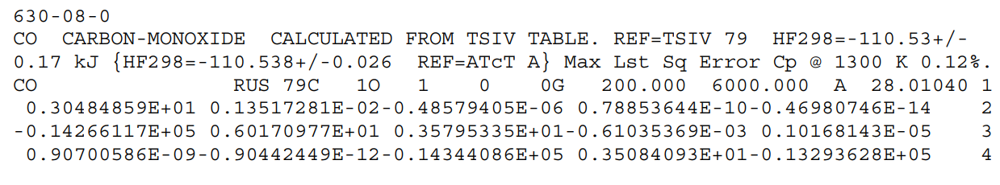 630-08-0
CO  CARBON-MONOXIDE  CALCULATED FROM TSIV TABLE. REF=TSIV 79  HF298=-110.53+/-
0.17 kJ {HF298=-110.538+/-0.026  REF=ATcT A} Max Lst Sq Error Cp @ 1300 K 0.12%.
CO                RUS 79C   1O   1    0    0G   200.000  6000.000  A  28.01040 1
 0.30484859E+01 0.13517281E-02-0.48579405E-06 0.78853644E-10-0.46980746E-14    2
-0.14266117E+05 0.60170977E+01 0.35795335E+01-0.61035369E-03 0.10168143E-05    3
 0.90700586E-09-0.90442449E-12-0.14344086E+05 0.35084093E+01-0.13293628E+05    4